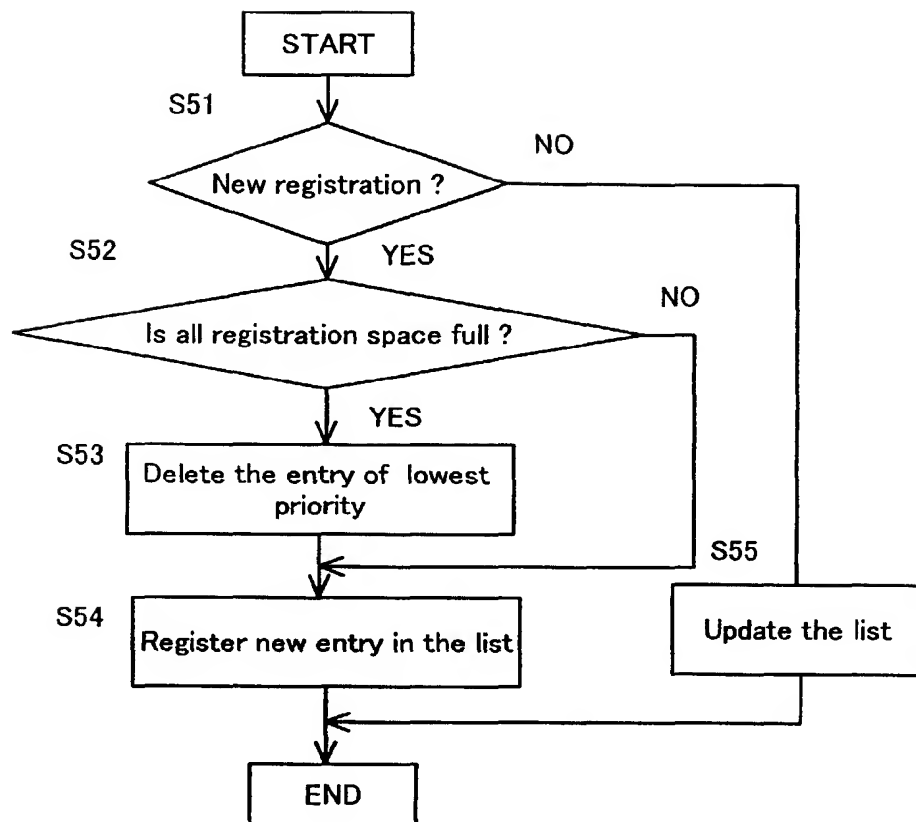 START
S51
NO
New registration ?
S52
YES
NO
Is all registration space full ?
YES
S53
Delete the entry of lowest
priority
S55
S54
Register new entry in the list
Update the list
END